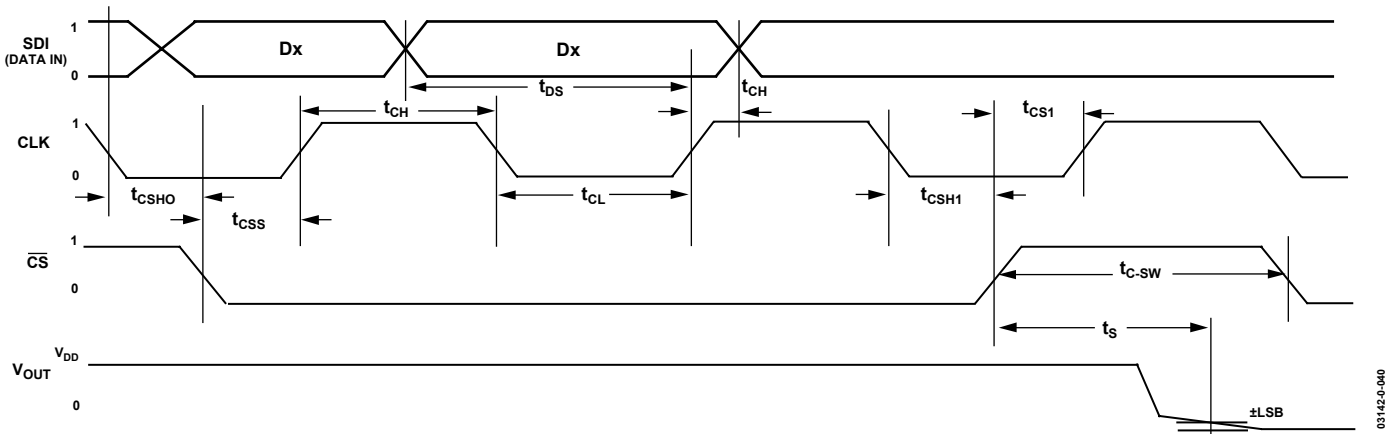 1
SDI
(DATA IN)
0
Dx
Dx
tDS
tCH
tCH
tCS1
CLK
1
0
tCSHO
tCSS
tCL
tCSH1
CS
1
0
tC-SW
tS
VOUT
VDD
0
±LSB
03142-0-040